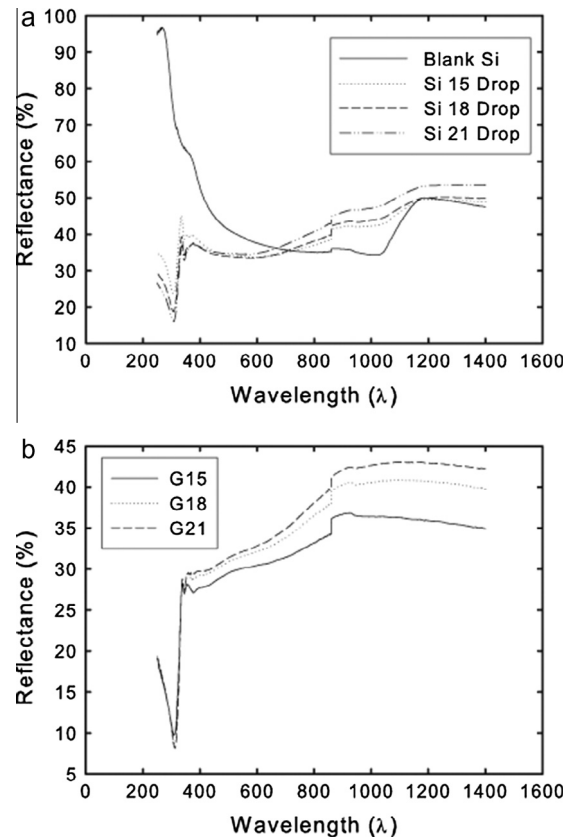 a
100
90
80
70
60
50
40
30
20
10
Reflectance (%)
Blank Si
Si 15 Drop
Si 18 Drop
Si 21 Drop
0 200 400 600 800 1000 1200 1400 1600
Wavelength (λ)
b
45
40
35
30
25
20
15
10
5
Reflectance (%)
G15
G18
G21
0 200 400 600 800 1000 1200 1400 1600
Wavelength (λ)